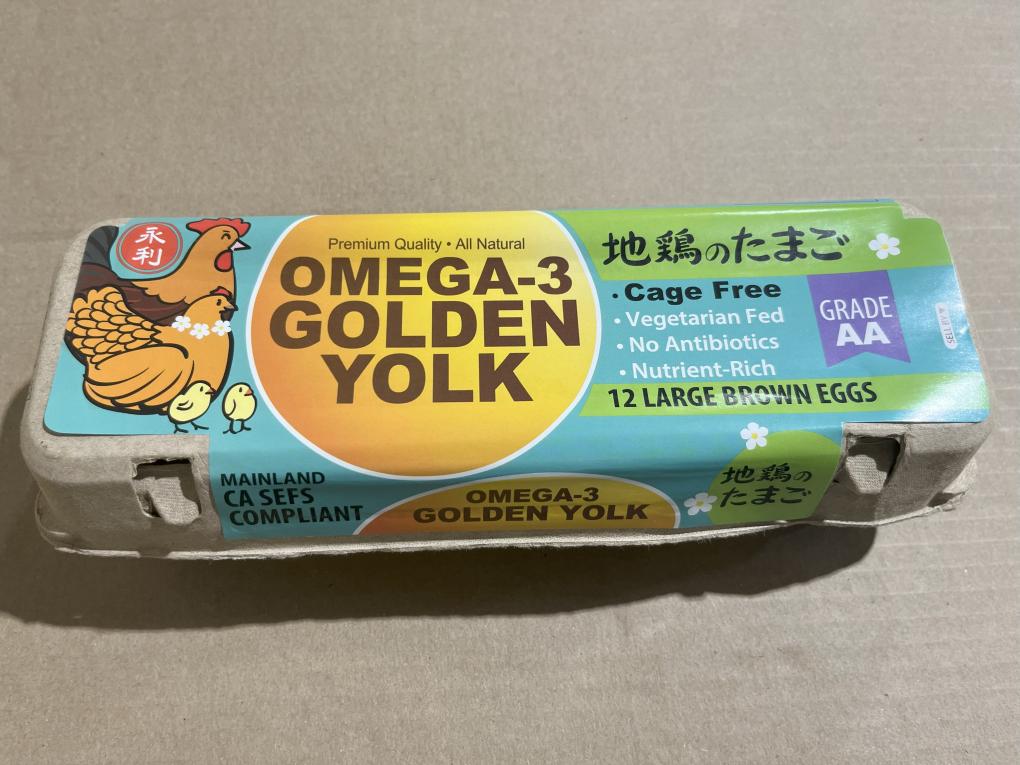 永
利
Premium Quality • All Natural
OMEGA-3
GOLDEN
YOLK
地鶏のたまご
• Cage Free
• Vegetarian Fed
• No Antibiotics
• Nutrient-Rich
12 LARGE BROWN EGGS
GRADE
AA
SELL BY
MAINLAND
CA SEFS
COMPLIANT
OMEGA-3
GOLDEN YOLK
地鶏の
たまご